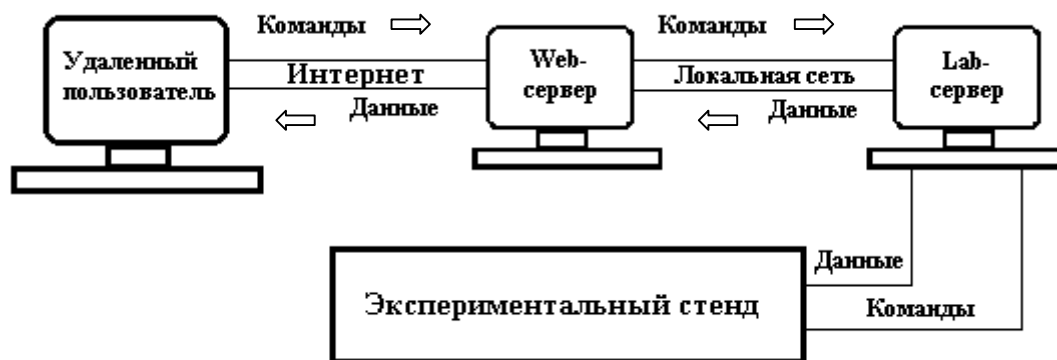 Команды
Команды
Удаленный
пользователь
Интернет
Web-
сервер
Локальная сеть
Lab-
сервер
Данные
Данные
Данные
Экспериментальный стенд
Команды